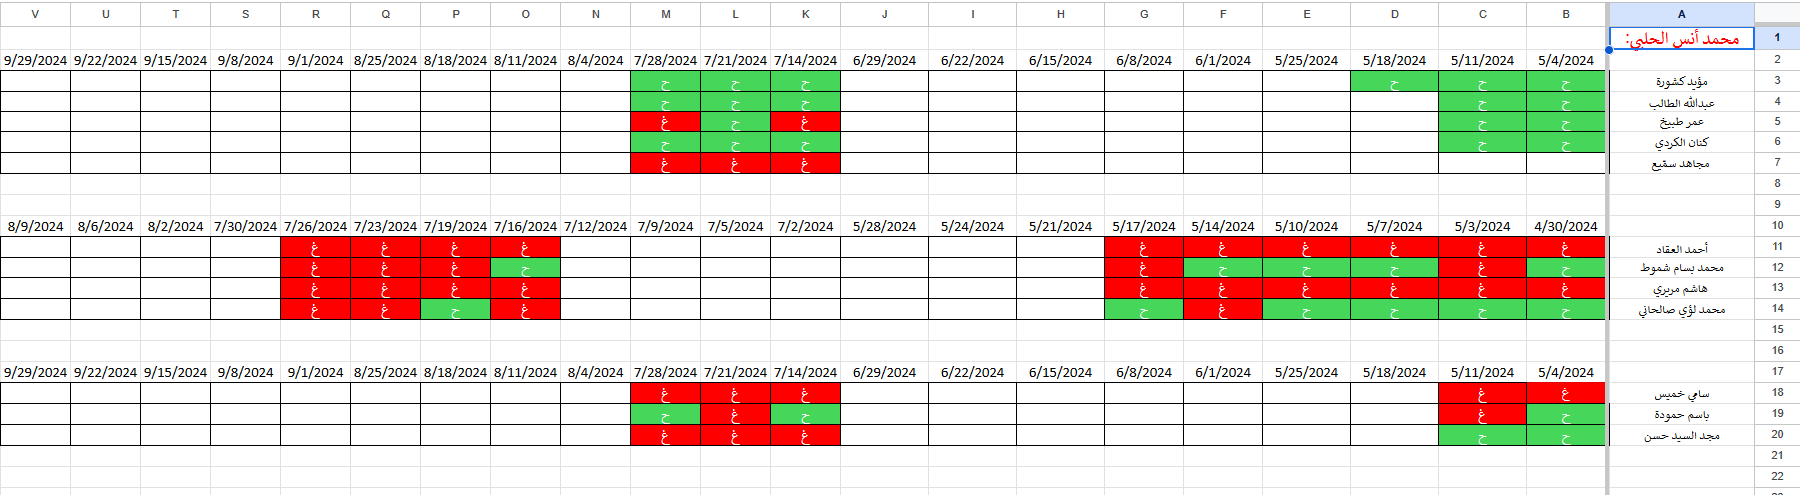 A B C D E F G H I J K L M N O P Q R S T U V
1 محمد أنس الحلبي:
2 5/4/2024 5/11/2024 5/18/2024 5/25/2024 6/1/2024 6/8/2024 6/15/2024 6/22/2024 6/29/2024 7/14/2024 7/21/2024 7/28/2024 8/4/2024 8/11/2024 8/18/2024 8/25/2024 9/1/2024 9/8/2024 9/15/2024 9/22/2024 9/29/2024
3 مؤيد كشورة ح ح ح ح ح ح
4 عبدالله الطالب ح ح ح ح ح
5 عمر طبيخ ح ح غ ح غ
6 كنان الكردي ح ح ح ح ح
7 مجاهد سقيع غ غ غ
8
9
10 4/30/2024 5/3/2024 5/7/2024 5/10/2024 5/14/2024 5/17/2024 5/21/2024 5/24/2024 5/28/2024 7/2/2024 7/5/2024 7/9/2024 7/12/2024 7/16/2024 7/19/2024 7/23/2024 7/26/2024 7/30/2024 8/2/2024 8/6/2024 8/9/2024
11 أحمد العقاد غ غ غ غ غ غ غ غ غ غ
12 محمد بسام شموط ح غ ح ح ح غ ح غ غ غ
13 هاشم مريري غ غ غ غ غ غ غ غ غ غ
14 محمد لؤي صالحاني ح ح ح ح غ ح غ ح غ غ
15
16
17 5/4/2024 5/11/2024 5/18/2024 5/25/2024 6/1/2024 6/8/2024 6/15/2024 6/22/2024 6/29/2024 7/14/2024 7/21/2024 7/28/2024 8/4/2024 8/11/2024 8/18/2024 8/25/2024 9/1/2024 9/8/2024 9/15/2024 9/22/2024 9/29/2024
18 سامي خميس غ غ غ غ غ
19 باسم حمودة ح غ ح غ ح
20 مجد السيد حسن ح ح غ غ غ
21
22